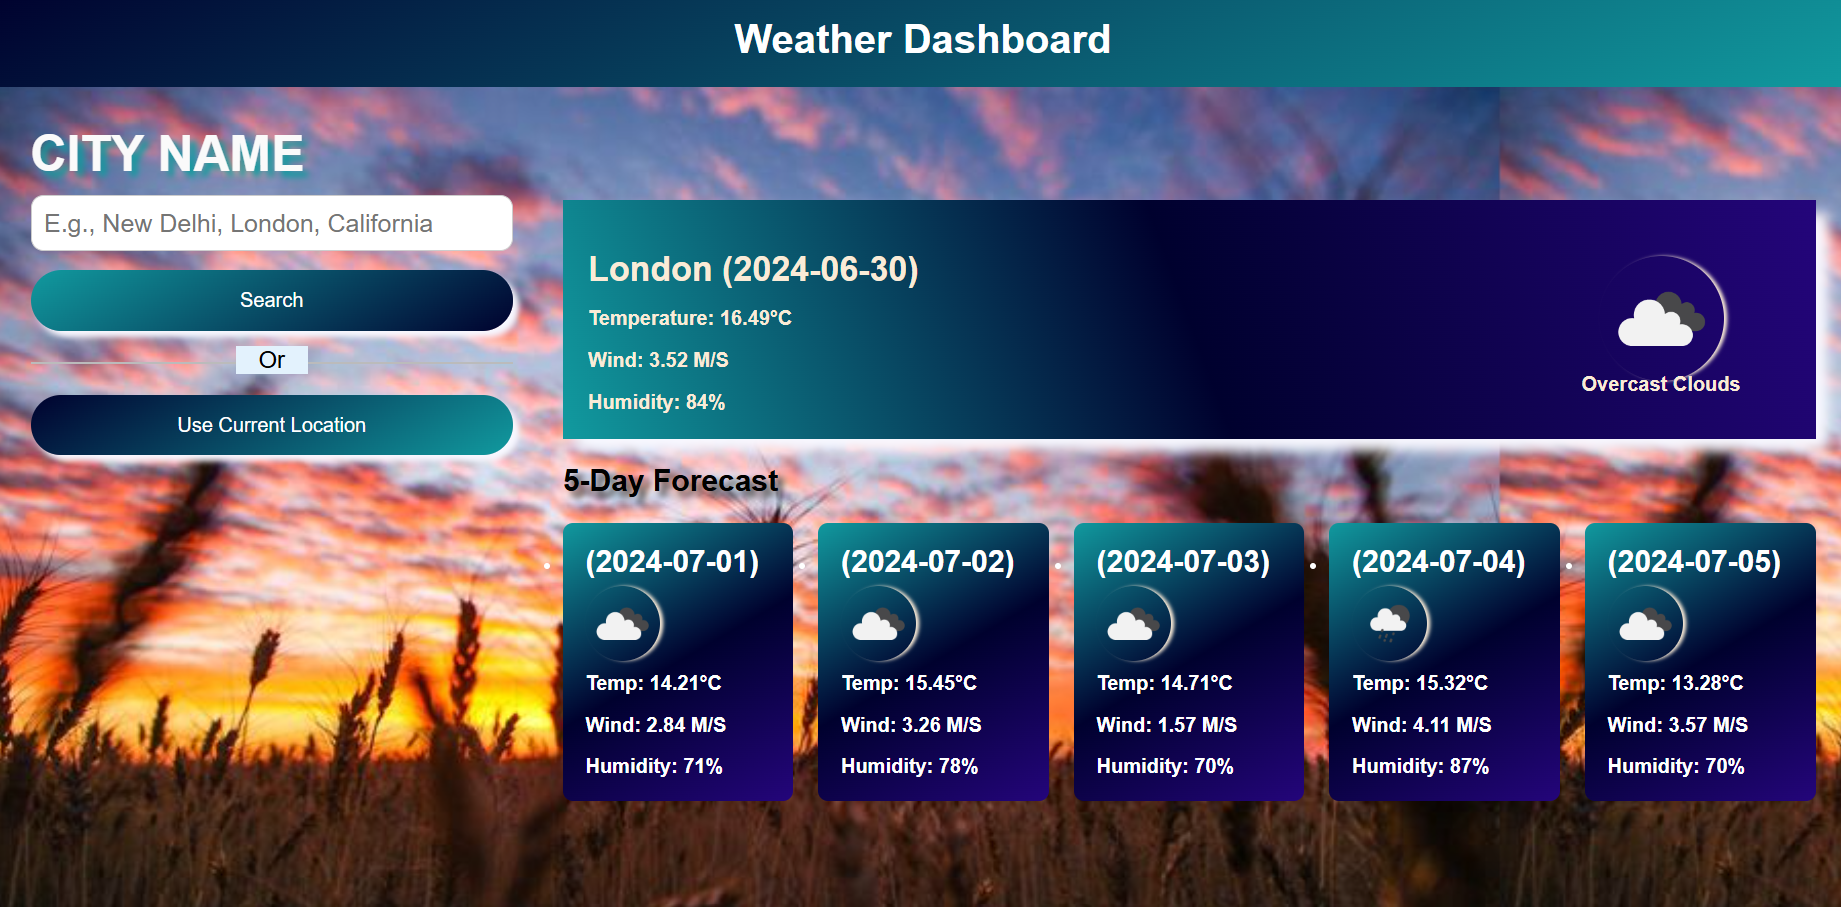 Weather Dashboard
CITY NAME
E.g., New Delhi, London, California
Search
Or
Use Current Location
London (2024-06-30)
Temperature: 16.49°C
Wind: 3.52 M/S
Humidity: 84%
Overcast Clouds
5-Day Forecast
(2024-07-01)
Temp: 14.21°C
Wind: 2.84 M/S
Humidity: 71%
(2024-07-02)
Temp: 15.45°C
Wind: 3.26 M/S
Humidity: 78%
(2024-07-03)
Temp: 14.71°C
Wind: 1.57 M/S
Humidity: 70%
(2024-07-04)
Temp: 15.32°C
Wind: 4.11 M/S
Humidity: 87%
(2024-07-05)
Temp: 13.28°C
Wind: 3.57 M/S
Humidity: 70%